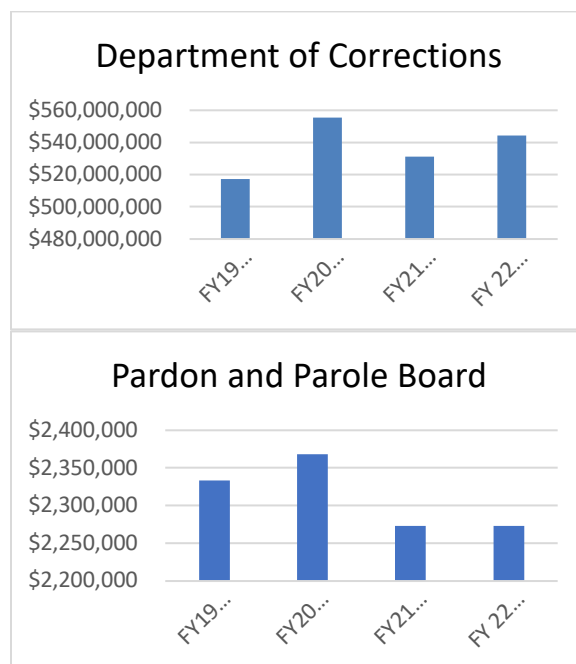 Department of Corrections
$560,000,000
$540,000,000
$520,000,000
$500,000,000
$480,000,000
FY19...
FY20...
FY21...
FY 22...
Pardon and Parole Board
$2,400,000
$2,350,000
$2,300,000
$2,250,000
$2,200,000
FY19...
FY20...
FY21...
FY 22...